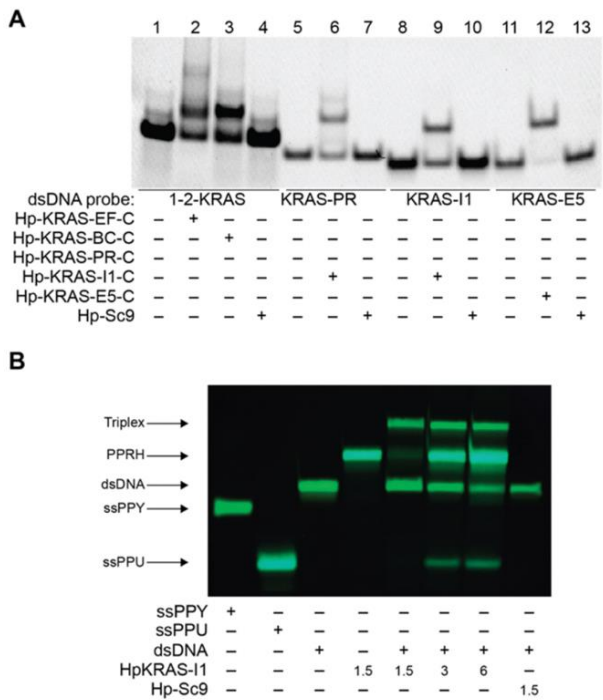 A
1 2 3 4 5 6 7 8 9 10 11 12 13
dsDNA probe: 1-2-KRAS KRAS-PR KRAS-I1 KRAS-E5
Hp-KRAS-EF-C – + – – – – – – – – – – –
Hp-KRAS-BC-C – – + – – – – – – – – – –
Hp-KRAS-PR-C – – – – – – – – – – – – –
Hp-KRAS-I1-C – – – – – + – – + – – – –
Hp-KRAS-E5-C – – – – – – – – – – – + –
Hp-Sc9 – – – + – – + – – + – – +
B
Triplex
PPRH
dsDNA
ssPPY
ssPPU
ssPPY + – – – – – – –
ssPPU – + – – – – – –
dsDNA – – + – + + + +
HpKRAS-I1 – – – 1.5 1.5 3 6 –
Hp-Sc9 – – – – – – – 1.5